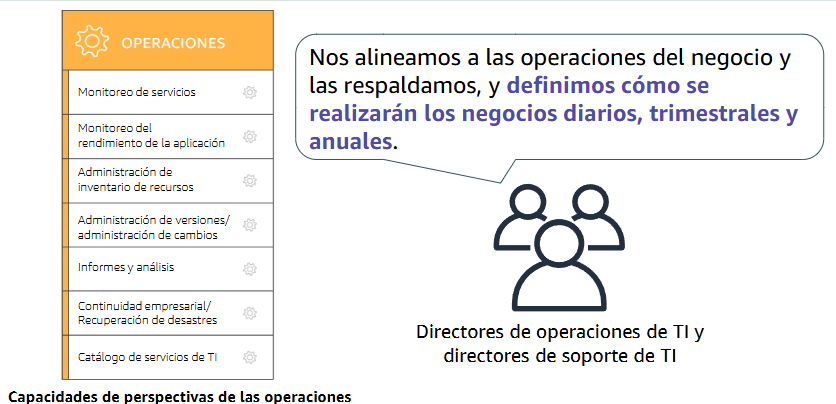 OPERACIONES
Monitoreo de servicios
Monitoreo del
rendimiento de la aplicación
Administración de
inventario de recursos
Administración de versiones/
administración de cambios
Informes y análisis
Continuidad empresarial/
Recuperación de desastres
Catálogo de servicios de TI
Nos alineamos a las operaciones del negocio y
las respaldamos, y definimos cómo se
realizarán los negocios diarios, trimestrales y
anuales.
Directores de operaciones de TI y
directores de soporte de TI
Capacidades de perspectivas de las operaciones